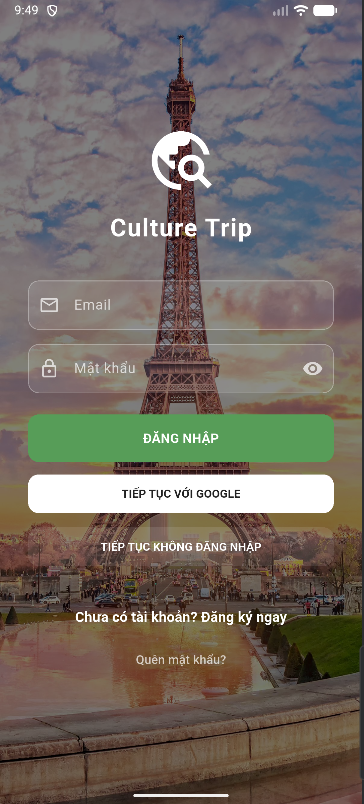 9:49
Culture Trip
Email
Mật khẩu
ĐĂNG NHẬP
TIẾP TỤC VỚI GOOGLE
TIẾP TỤC KHÔNG ĐĂNG NHẬP
Chưa có tài khoản? Đăng ký ngay
Quên mật khẩu?